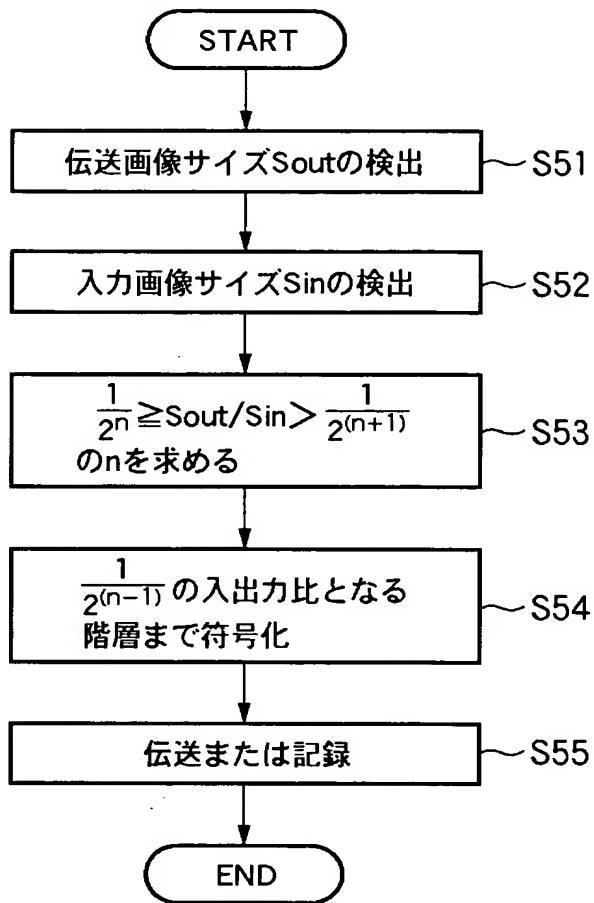 START
伝送画像サイズSoutの検出 S51
入力画像サイズSinの検出 S52
1/2^n ≧Sout/Sin> 1/2^(n+1)
のnを求める S53
1/2^(n−1) の入出力比となる
階層まで符号化 S54
伝送または記録 S55
END